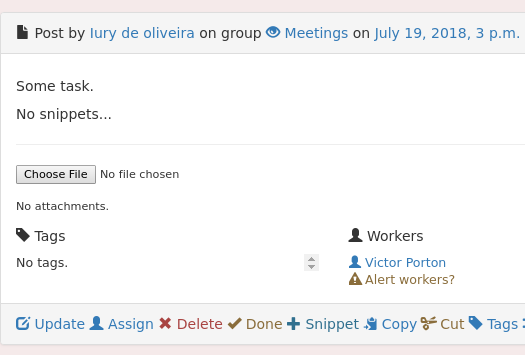 Post by Iury de oliveira on group Meetings on July 19, 2018, 3 p.m.
Some task.
No snippets...
Choose File No file chosen
No attachments.
Tags
Workers
No tags.
Victor Porton
Alert workers?
Update Assign Delete Done Snippet Copy Cut Tags